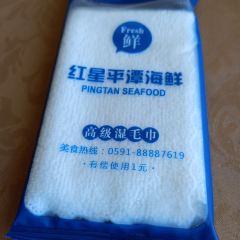 Fresh
鲜
红星平潭海鲜
PINGTAN SEAFOOD
高级湿毛巾
美食热线：0591-88887619
·有偿使用1元·